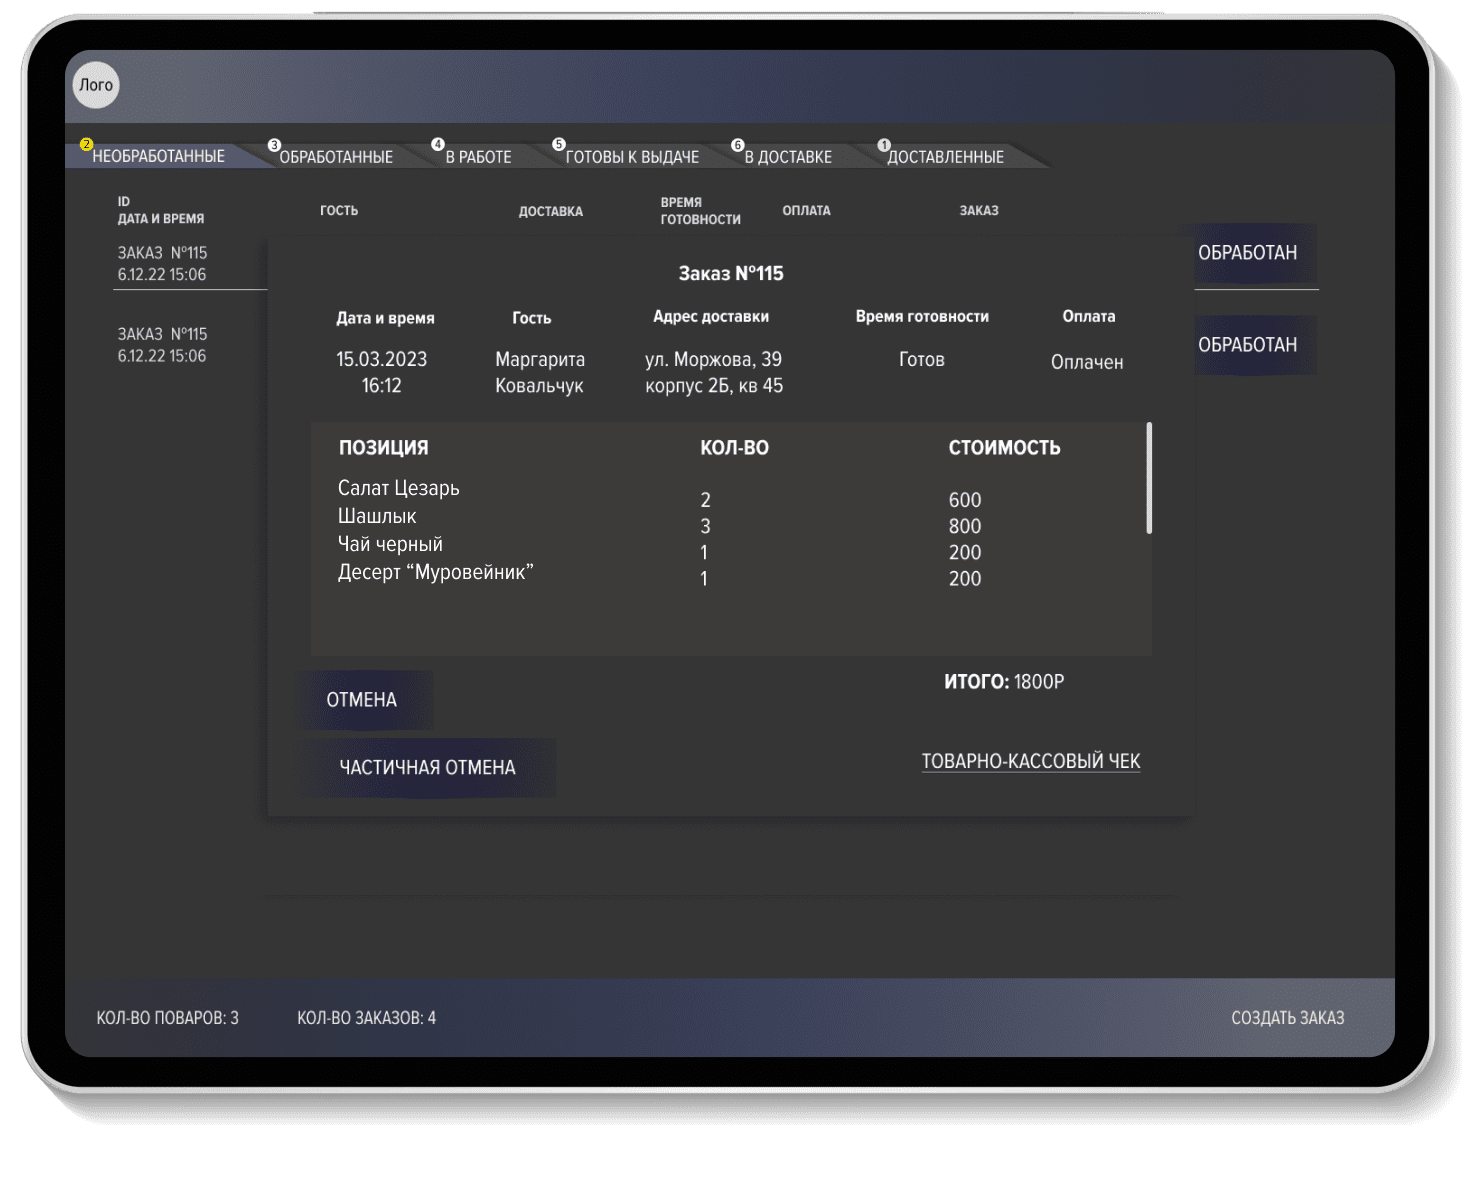 Лого
2 НЕОБРАБОТАННЫЕ 3 ОБРАБОТАННЫЕ 4 В РАБОТЕ 5 ГОТОВЫ К ВЫДАЧЕ 6 В ДОСТАВКЕ 1 ДОСТАВЛЕННЫЕ
ID
ДАТА И ВРЕМЯ
ГОСТЬ
ДОСТАВКА
ВРЕМЯ
ГОТОВНОСТИ
ОПЛАТА
ЗАКАЗ
ЗАКАЗ Nº115
6.12.22 15:06
ОБРАБОТАН
ЗАКАЗ Nº115
6.12.22 15:06
ОБРАБОТАН
Заказ Nº115
Дата и время
15.03.2023
16:12
Гость
Маргарита
Ковальчук
Адрес доставки
ул. Моржова, 39
корпус 2Б, кв 45
Время готовности
Готов
Оплата
Оплачен
ПОЗИЦИЯ КОЛ-ВО СТОИМОСТЬ
Салат Цезарь 2 600
Шашлык 3 800
Чай черный 1 200
Десерт “Муровейник” 1 200
ИТОГО: 1800Р
ОТМЕНА
ЧАСТИЧНАЯ ОТМЕНА
ТОВАРНО-КАССОВЫЙ ЧЕК
КОЛ-ВО ПОВАРОВ: 3 КОЛ-ВО ЗАКАЗОВ: 4 СОЗДАТЬ ЗАКАЗ